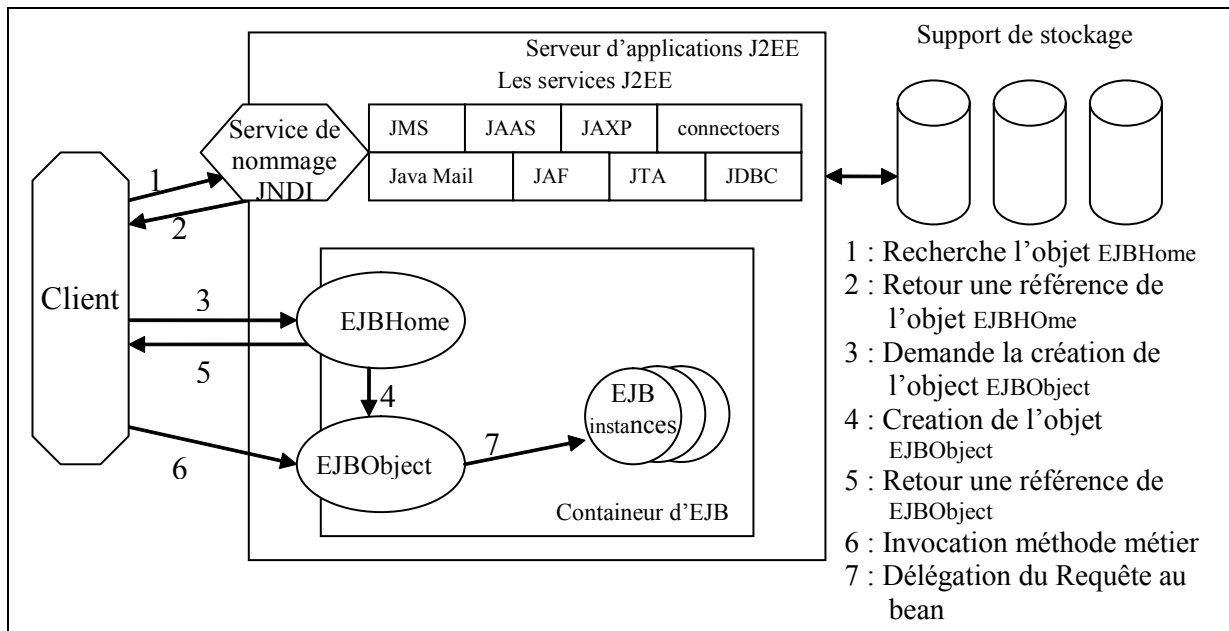 Serveur d'applications J2EE
Les services J2EE
Support de stockage
Service de
nommage
JNDI
JMS
JAAS
JAXP
connectoers
Java Mail
JAF
JTA
JDBC
1
2
Client
3
EJBHome
5
4
EJB
instances
EJBObject
7
6
Containeur d'EJB
1 : Recherche l'objet EJBHome
2 : Retour une référence de
l'objet EJBHOme
3 : Demande la création de
l'object EJBObject
4 : Creation de l'objet
EJBObject
5 : Retour une référence de
EJBObject
6 : Invocation méthode métier
7 : Délégation du Requête au
bean